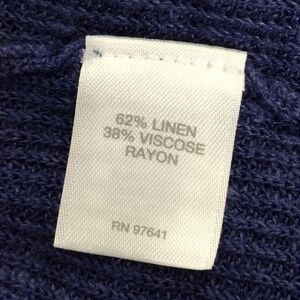 62% LINEN
38% VISCOSE
RAYON
RN 97641